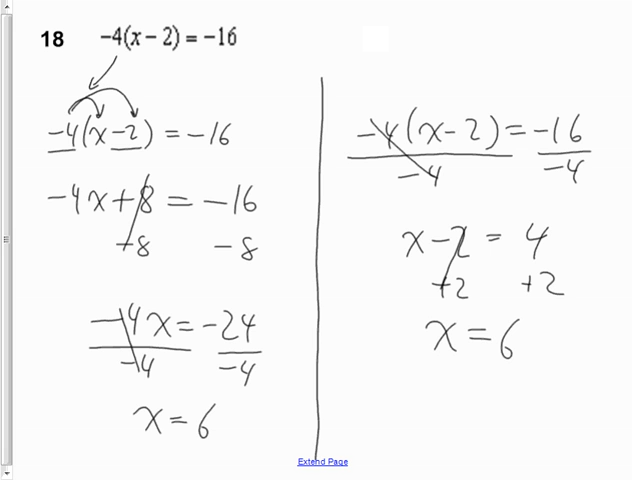 18 -4(x-2) = -16
-4(x-2) = -16
-4x+8 = -16
-8 -8
-4x = -24
-4 -4
x = 6
-4(x-2) = -16
-4 -4
x-2 = 4
+2 +2
x = 6
Extend Page